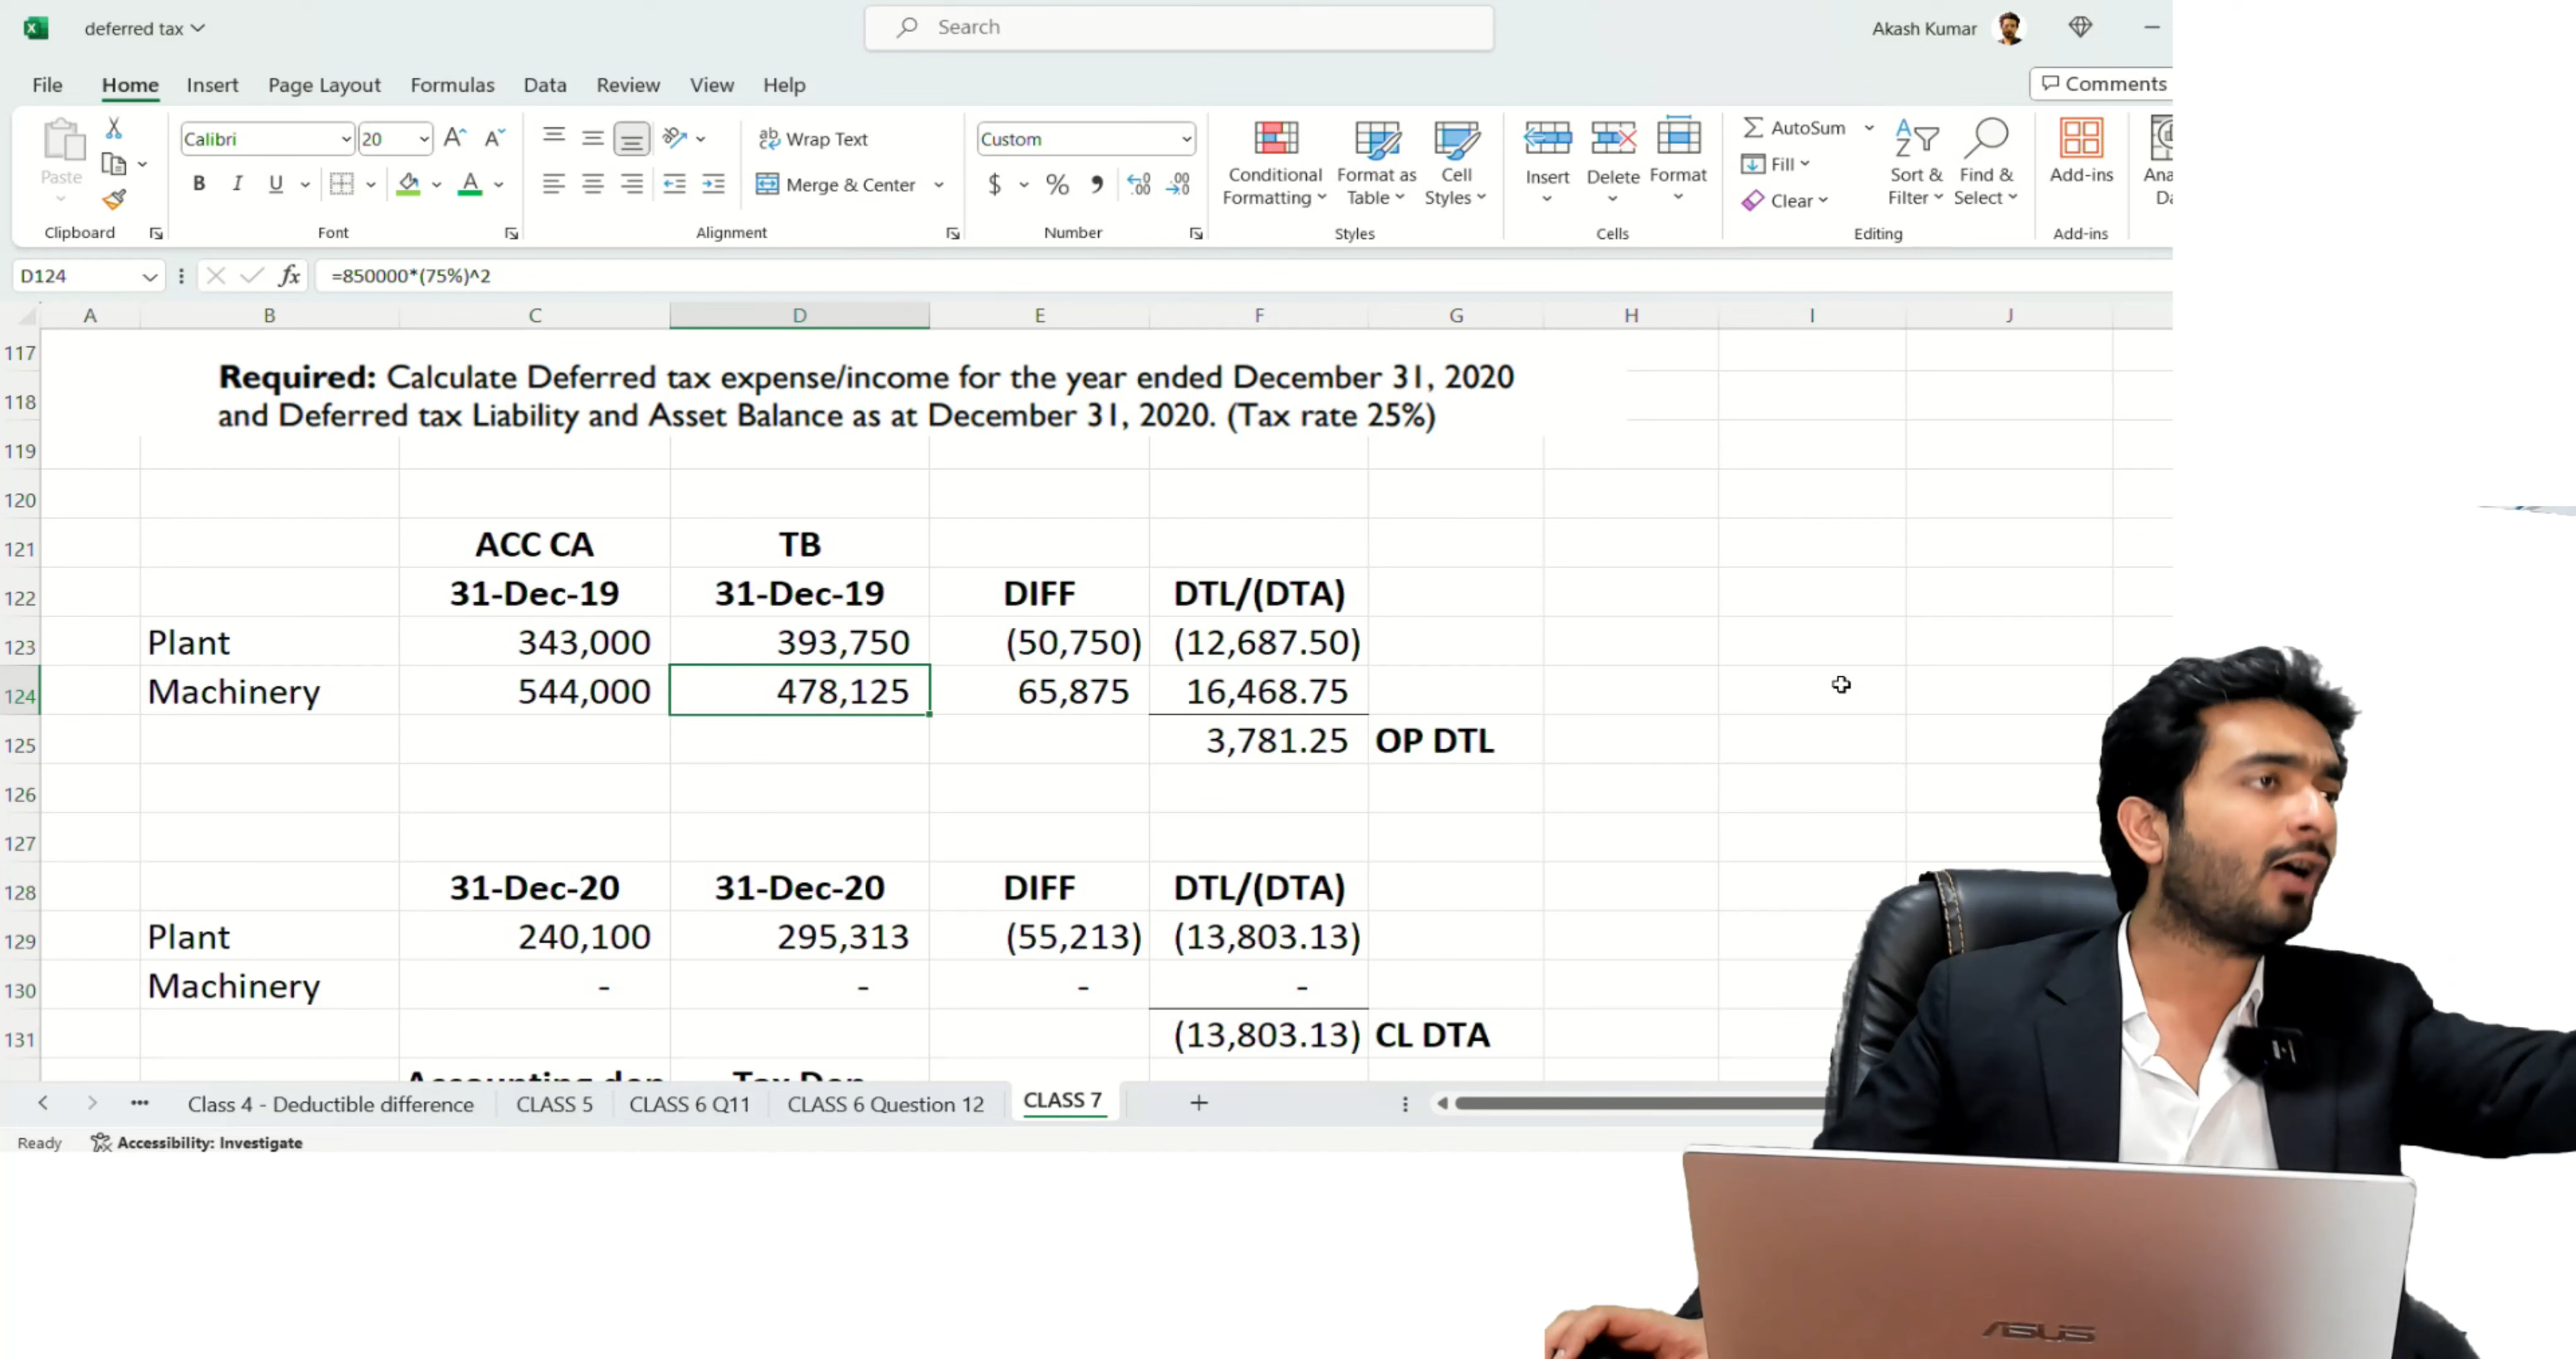 deferred tax
Search
Akash Kumar
File Home Insert Page Layout Formulas Data Review View Help
Comments
Paste
Calibri 20
B I U
Wrap Text
Merge & Center
Custom
$ %
Conditional Formatting
Format as Table
Cell Styles
Insert Delete Format
AutoSum
Fill
Clear
Sort & Filter
Find & Select
Add-ins
Clipboard Font Alignment Number Styles Cells Editing Add-ins
D124 fx =850000*(75%)^2
A B C D E F G H I J
117
Required: Calculate Deferred tax expense/income for the year ended December 31, 2020
118
and Deferred tax Liability and Asset Balance as at December 31, 2020. (Tax rate 25%)
119
120
121 ACC CA TB
122 31-Dec-19 31-Dec-19 DIFF DTL/(DTA)
123 Plant 343,000 393,750 (50,750) (12,687.50)
124 Machinery 544,000 478,125 65,875 16,468.75
125 3,781.25 OP DTL
126
127
128 31-Dec-20 31-Dec-20 DIFF DTL/(DTA)
129 Plant 240,100 295,313 (55,213) (13,803.13)
130 Machinery - - - -
131 (13,803.13) CL DTA
Class 4 - Deductible difference CLASS 5 CLASS 6 Q11 CLASS 6 Question 12 CLASS 7
Ready Accessibility: Investigate
ASUS